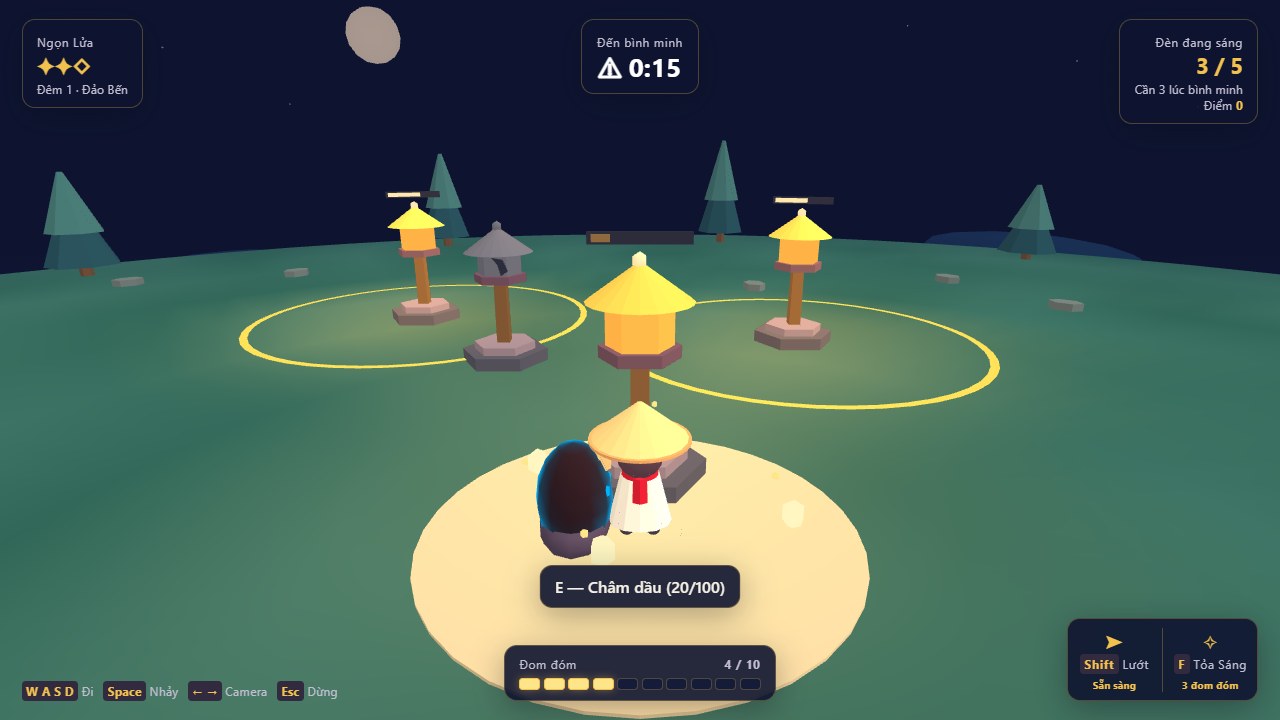 Ngọn Lửa
Đêm 1 · Đảo Bến
Đến bình minh
0:15
Đèn đang sáng
3 / 5
Cần 3 lúc bình minh
Điểm 0
E — Châm dầu (20/100)
Đom đóm 4 / 10
W A S D Đi Space Nhảy ← → Camera Esc Dừng
Shift Lướt
Sẵn sàng
F Tỏa Sáng
3 đom đóm